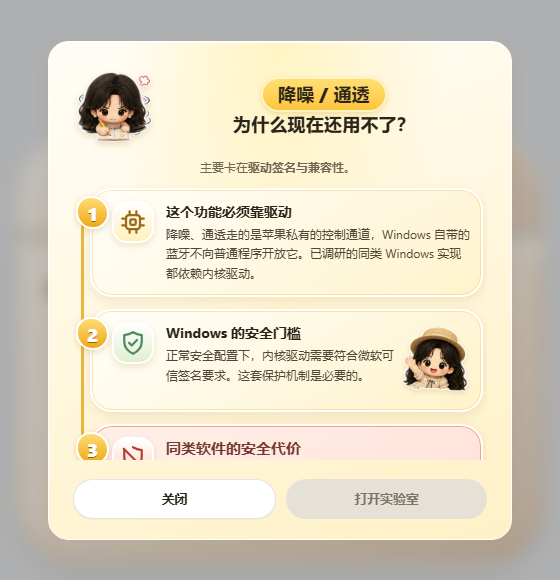 降噪 / 通透
为什么现在还用不了?
主要卡在驱动签名与兼容性。
1
这个功能必须靠驱动
降噪、通透走的是苹果私有的控制通道，Windows 自带的
蓝牙不向普通程序开放它。已调研的同类 Windows 实现
都依赖内核驱动。
2
Windows 的安全门槛
正常安全配置下，内核驱动需要符合微软可
信签名要求。这套保护机制是必要的。
3
同类软件的安全代价
关闭
打开实验室